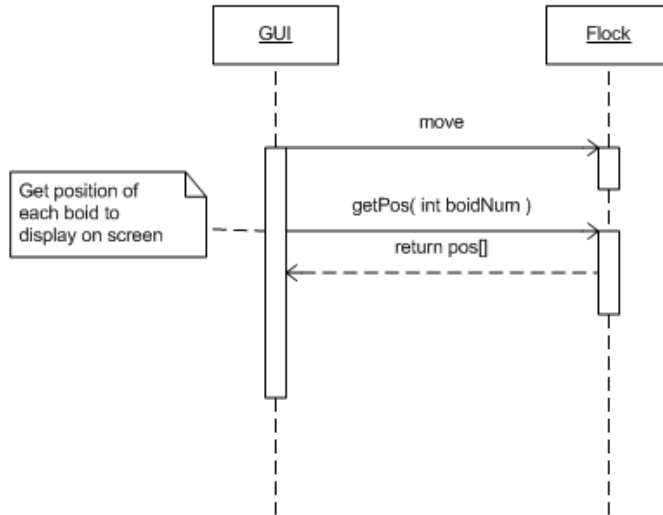 GUI
Flock
move
Get position of
each boid to
display on screen
getPos( int boidNum )
return pos[]